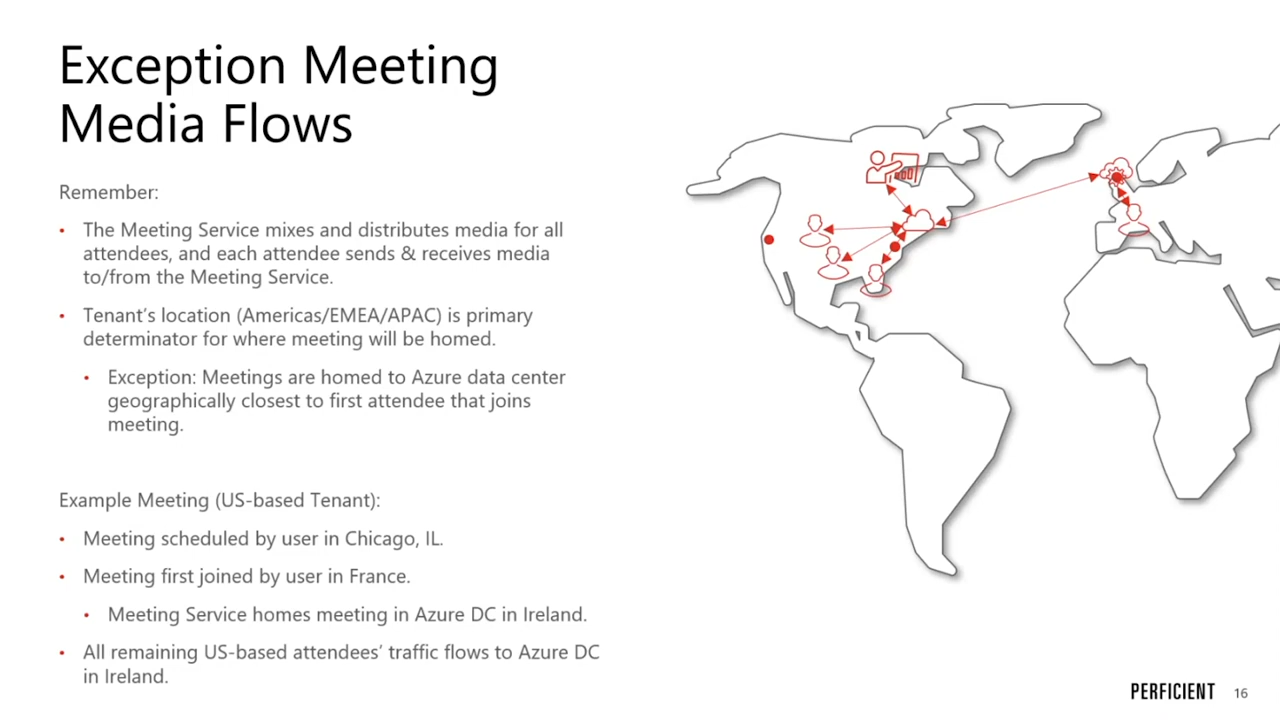 Exception Meeting
Media Flows
Remember:
• The Meeting Service mixes and distributes media for all
attendees, and each attendee sends & receives media
to/from the Meeting Service.
• Tenant's location (Americas/EMEA/APAC) is primary
determinator for where meeting will be homed.
• Exception: Meetings are homed to Azure data center
geographically closest to first attendee that joins
meeting.
Example Meeting (US-based Tenant):
• Meeting scheduled by user in Chicago, IL.
• Meeting first joined by user in France.
• Meeting Service homes meeting in Azure DC in Ireland.
• All remaining US-based attendees' traffic flows to Azure DC
in Ireland.
PERFICIENT 16